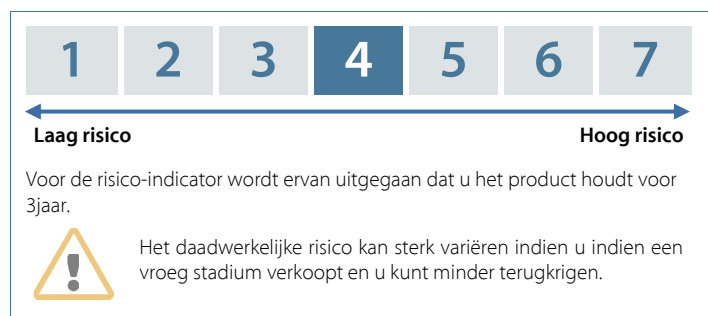 1 2 3 4 5 6 7
Laag risico Hoog risico
Voor de risico-indicator wordt ervan uitgegaan dat u het product houdt voor
3jaar.
Het daadwerkelijke risico kan sterk variëren indien u indien een
vroeg stadium verkoopt en u kunt minder terugkrigen.